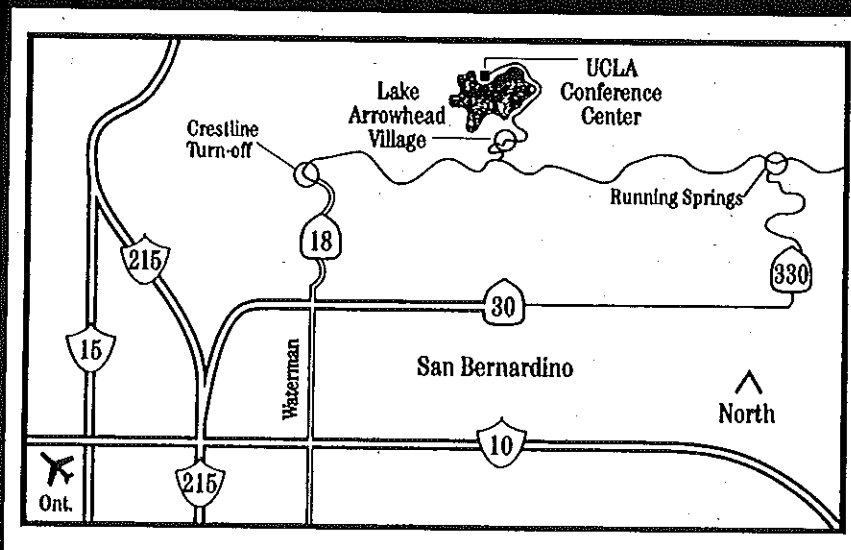 UCLA
Conference
Center
Lake
Arrowhead
Village
Crestline
Turn-off
Running Springs
18
215
330
30
15
Waterman
San Bernardino
North
10
215
Ont.